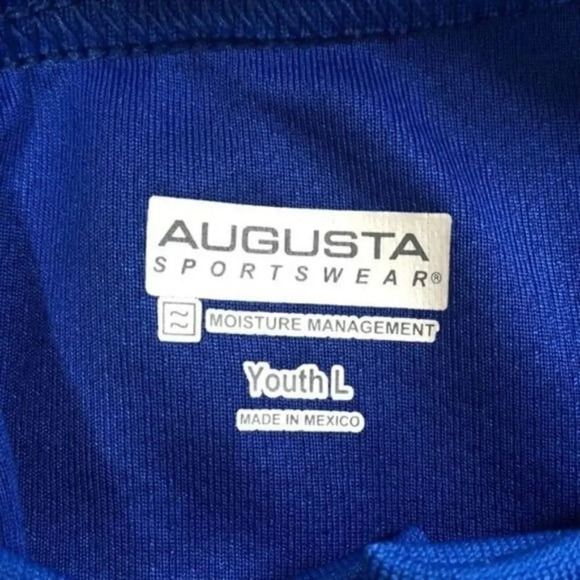 AUGUSTA
SPORTSWEAR®
MOISTURE MANAGEMENT
Youth L
MADE IN MEXICO